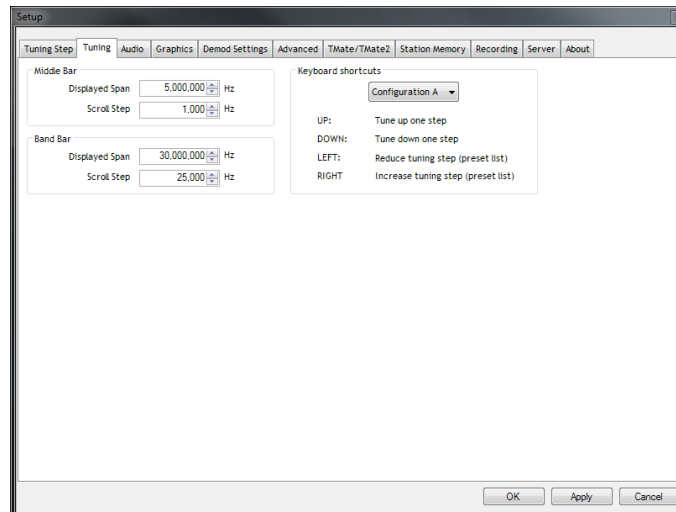 Setup
Tuning Step Tuning Audio Graphics Demod Settings Advanced TMate/TMate2 Station Memory Recording Server About
Middle Bar
Displayed Span 5,000,000 Hz
Scroll Step 1,000 Hz
Band Bar
Displayed Span 30,000,000 Hz
Scroll Step 25,000 Hz
Keyboard shortcuts
Configuration A
UP: Tune up one step
DOWN: Tune down one step
LEFT: Reduce tuning step (preset list)
RIGHT Increase tuning step (preset list)
OK Apply Cancel